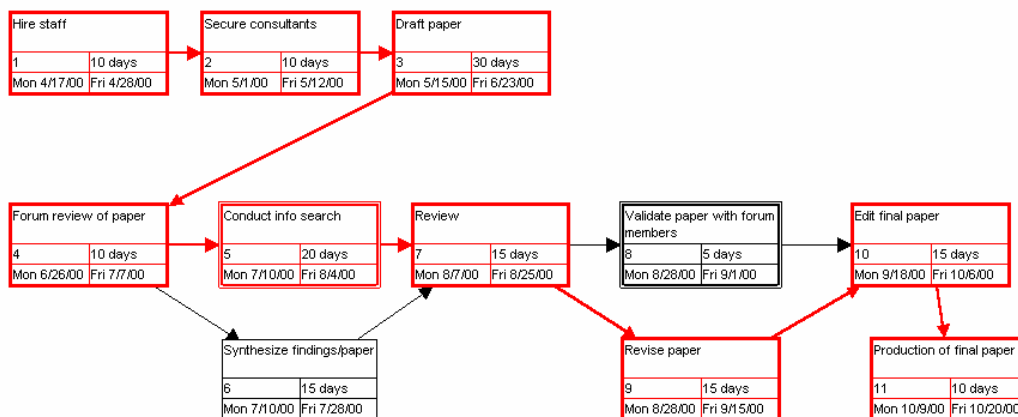 Hire staff
1 10 days
Mon 4/17/00 Fri 4/28/00
Secure consultants
2 10 days
Mon 5/1/00 Fri 5/12/00
Draft paper
3 30 days
Mon 5/15/00 Fri 6/23/00
Forum review of paper
4 10 days
Mon 6/26/00 Fri 7/7/00
Conduct info search
5 20 days
Mon 7/10/00 Fri 8/4/00
Review
7 15 days
Mon 8/7/00 Fri 8/25/00
Validate paper with forum
members
8 5 days
Mon 8/28/00 Fri 9/1/00
Edit final paper
10 15 days
Mon 9/18/00 Fri 10/6/00
Synthesize findings/paper
6 15 days
Mon 7/10/00 Fri 7/28/00
Revise paper
9 15 days
Mon 8/28/00 Fri 9/15/00
Production of final paper
11 10 days
Mon 10/9/00 Fri 10/20/00